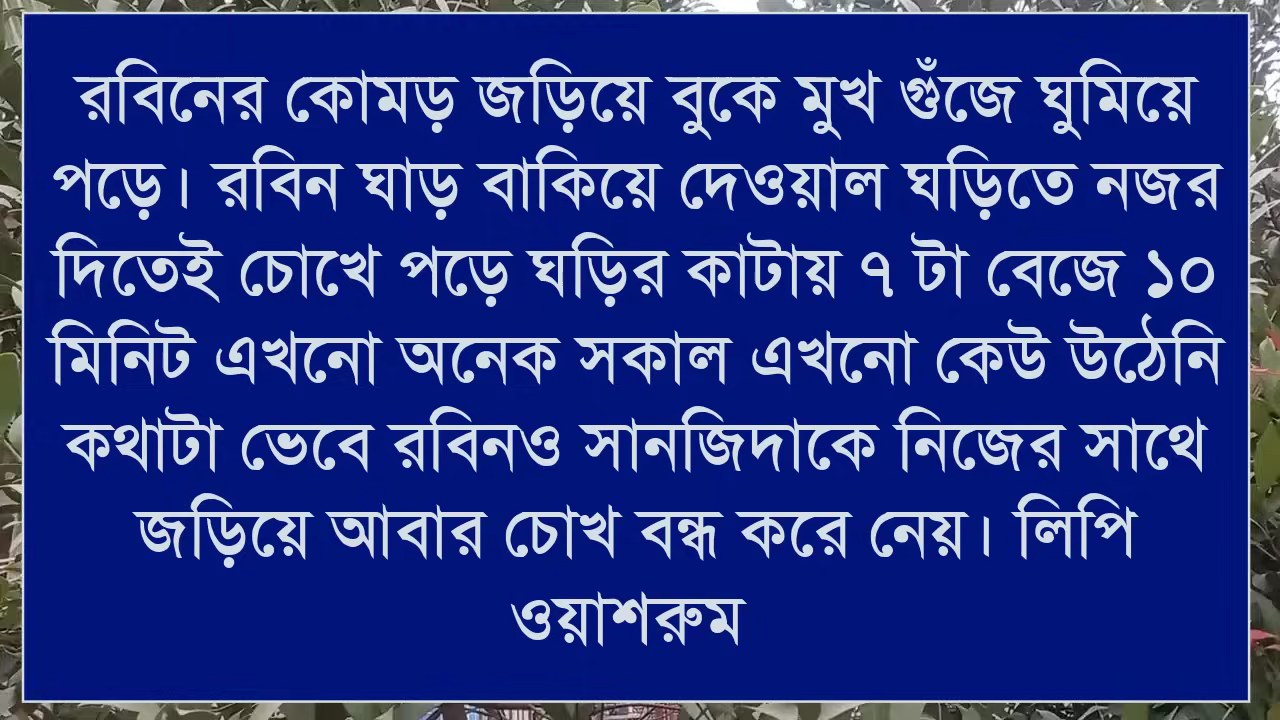 রবিনের কোমড় জড়িয়ে বুকে মুখ গুঁজে ঘুমিয়ে
পড়ে। রবিন ঘাড় বাকিয়ে দেওয়াল ঘড়িতে নজর
দিতেই চোখে পড়ে ঘড়ির কাটায় ৭ টা বেজে ১০
মিনিট এখনো অনেক সকাল এখনো কেউ উঠেনি
কথাটা ভেবে রবিনও সানজিদাকে নিজের সাথে
জড়িয়ে আবার চোখ বন্ধ করে নেয়। লিপি
ওয়াশরুম